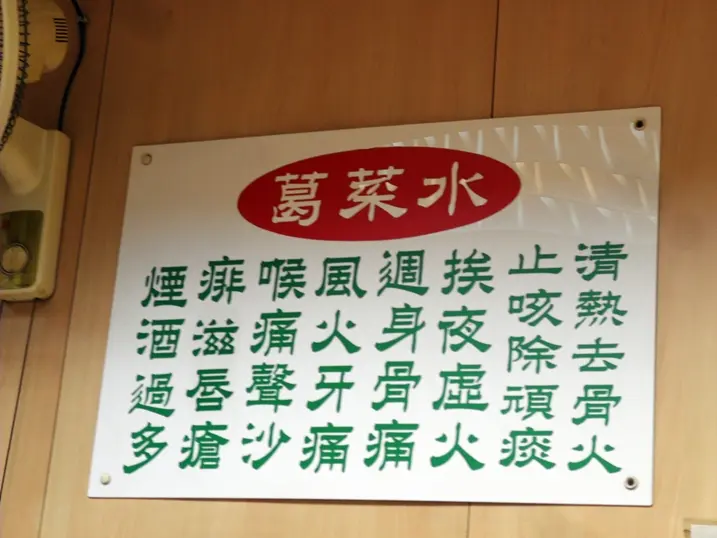 葛菜水
清熱去骨火
止咳除頑痰
挨夜虛火
週身骨痛
風火牙痛
喉痛聲沙
痱滋唇瘡
煙酒過多